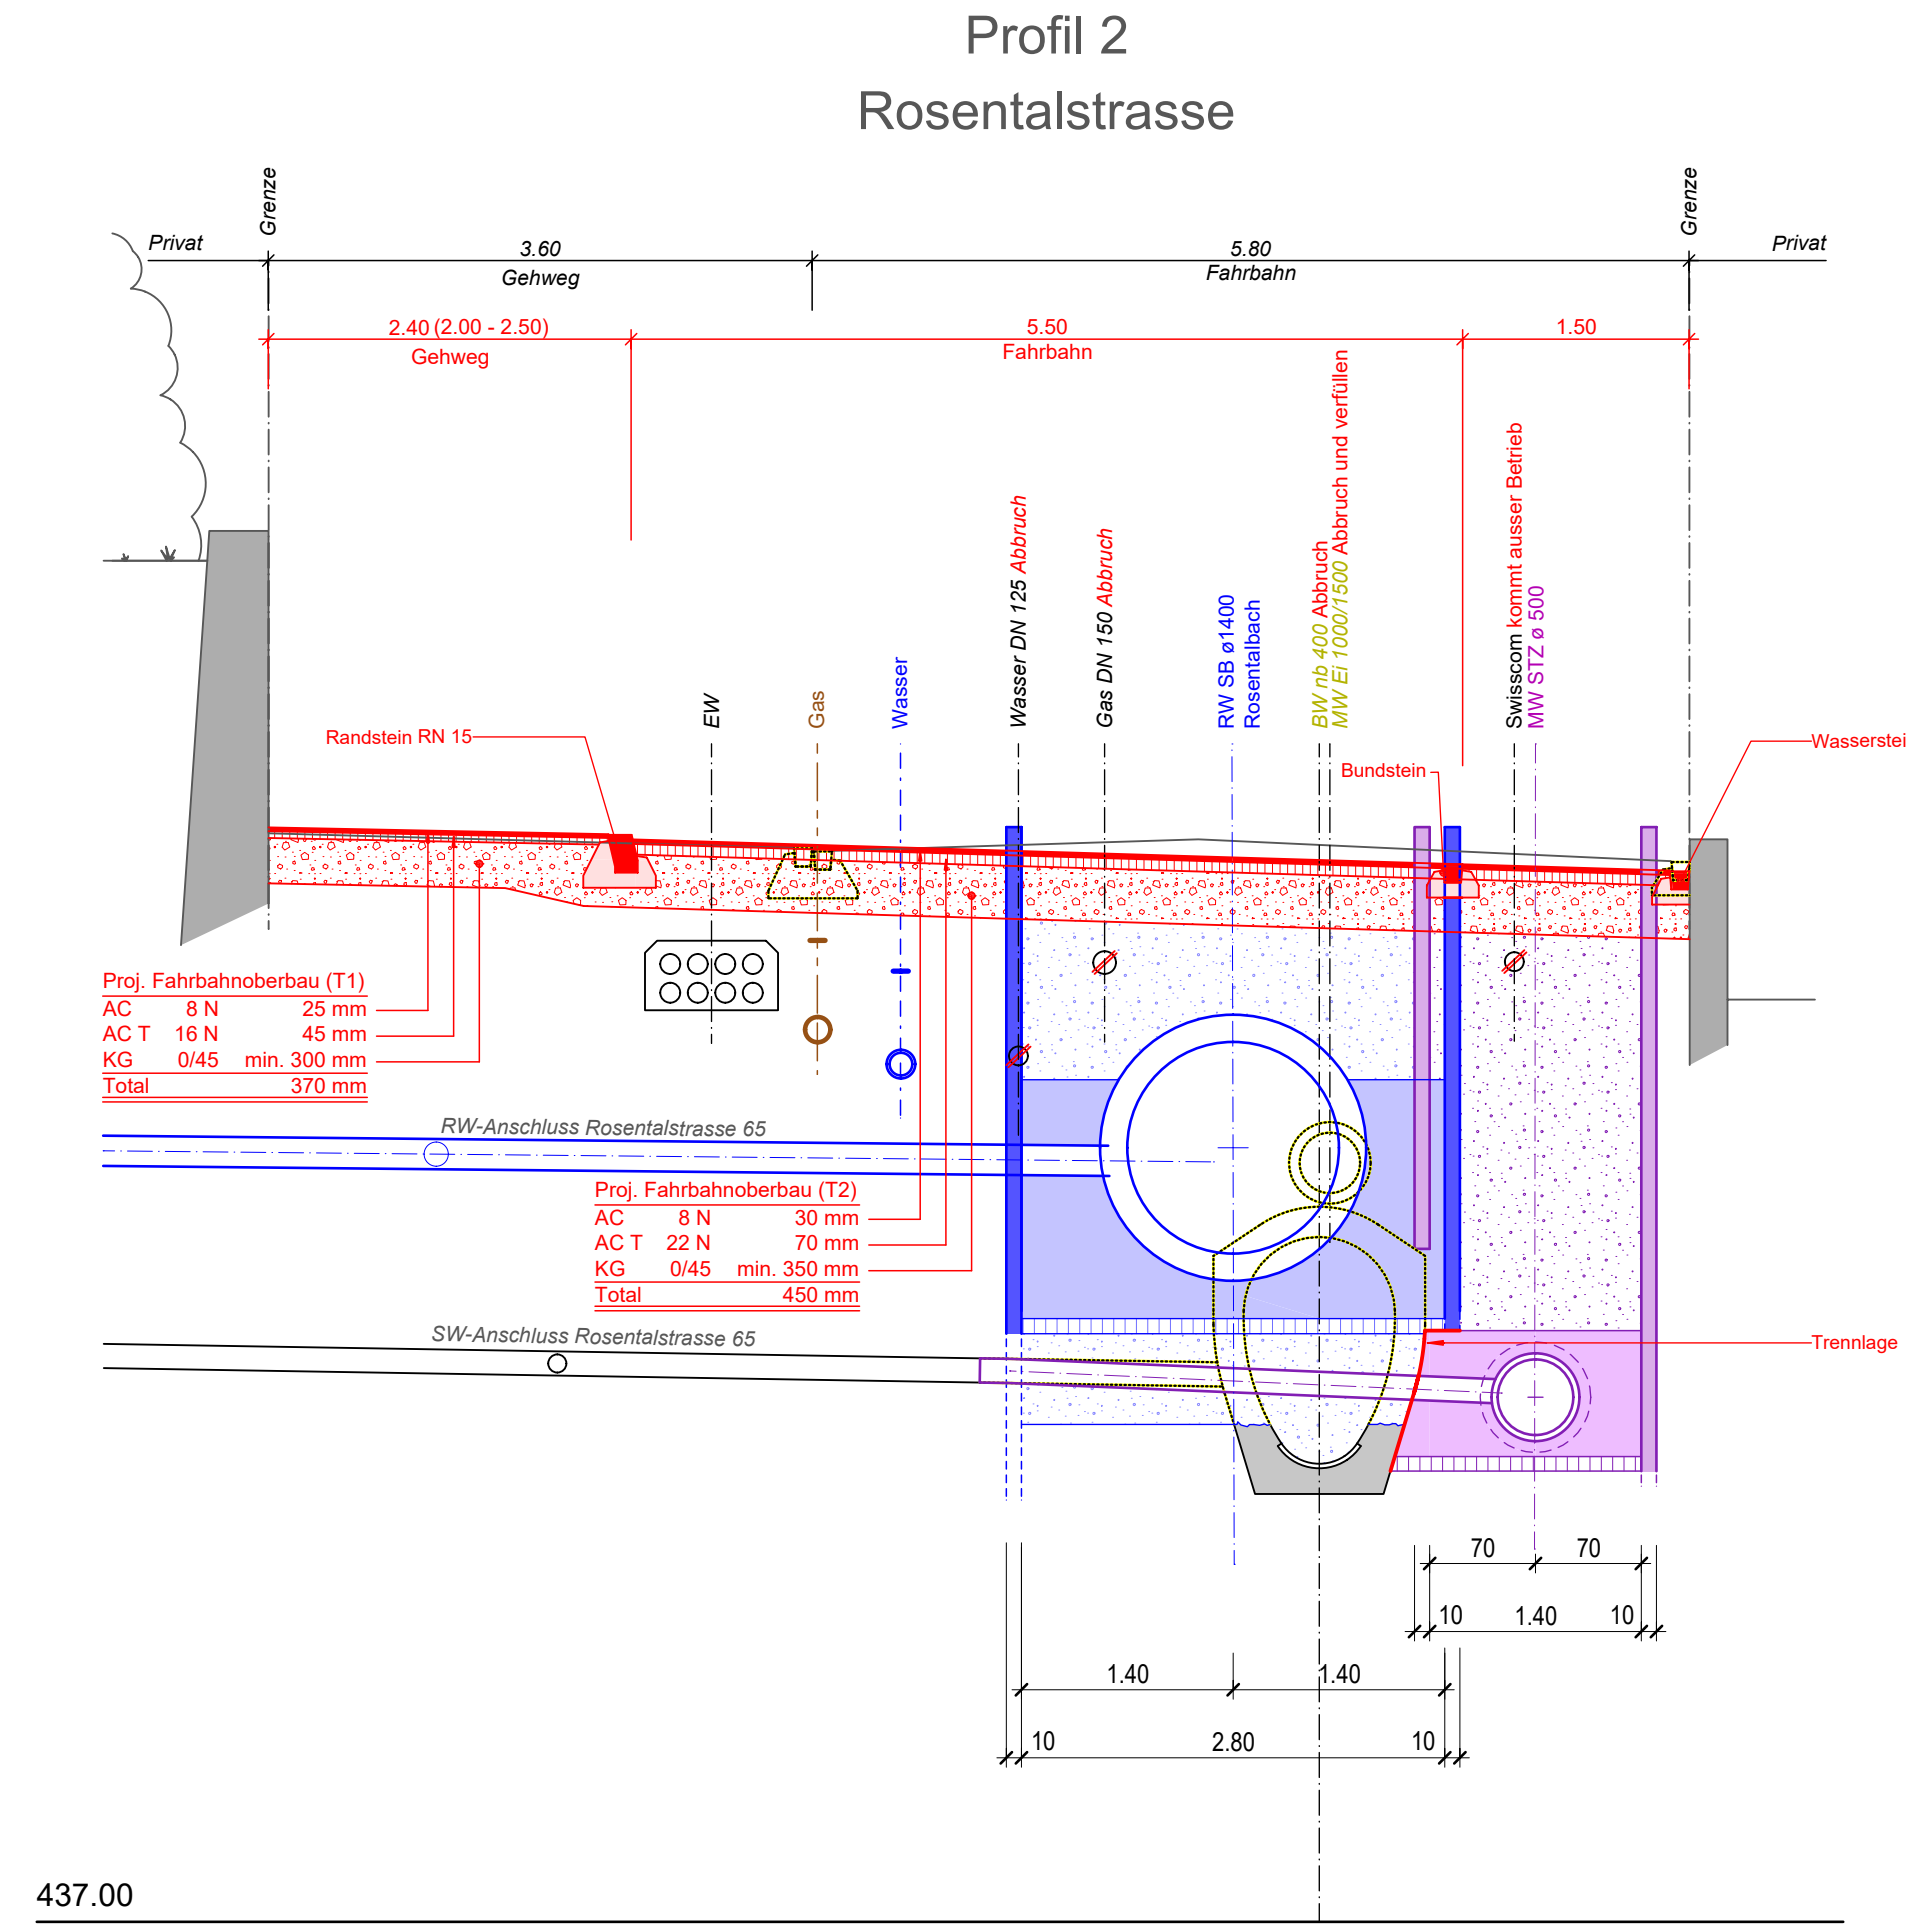 Profil 2
Rosentalstrasse
Grenze
Grenze
Privat
3.60
5.80
Privat
Gehweg
Fahrbahn
2.40 (2.00 - 2.50)
5.50
1.50
Gehweg
Fahrbahn
EW
Gas
Wasser
Wasser DN 125 Abbruch
Gas DN 150 Abbruch
RW SB ø1400
Rosentalbach
BW nb 400 Abbruch
MW Ei 1000/1500 Abbruch und verfüllen
Swisscom kommt ausser Betrieb
MW STZ ø 500
Randstein RN 15
Wasserstei
Bundstein
Proj. Fahrbahnoberbau (T1)
AC 8 N 25 mm
AC T 16 N 45 mm
KG 0/45 min. 300 mm
Total 370 mm
RW-Anschluss Rosentalstrasse 65
Proj. Fahrbahnoberbau (T2)
AC 8 N 30 mm
AC T 22 N 70 mm
KG 0/45 min. 350 mm
Total 450 mm
SW-Anschluss Rosentalstrasse 65
Trennlage
70 70
10 1.40 10
1.40 1.40
10 2.80 10
437.00